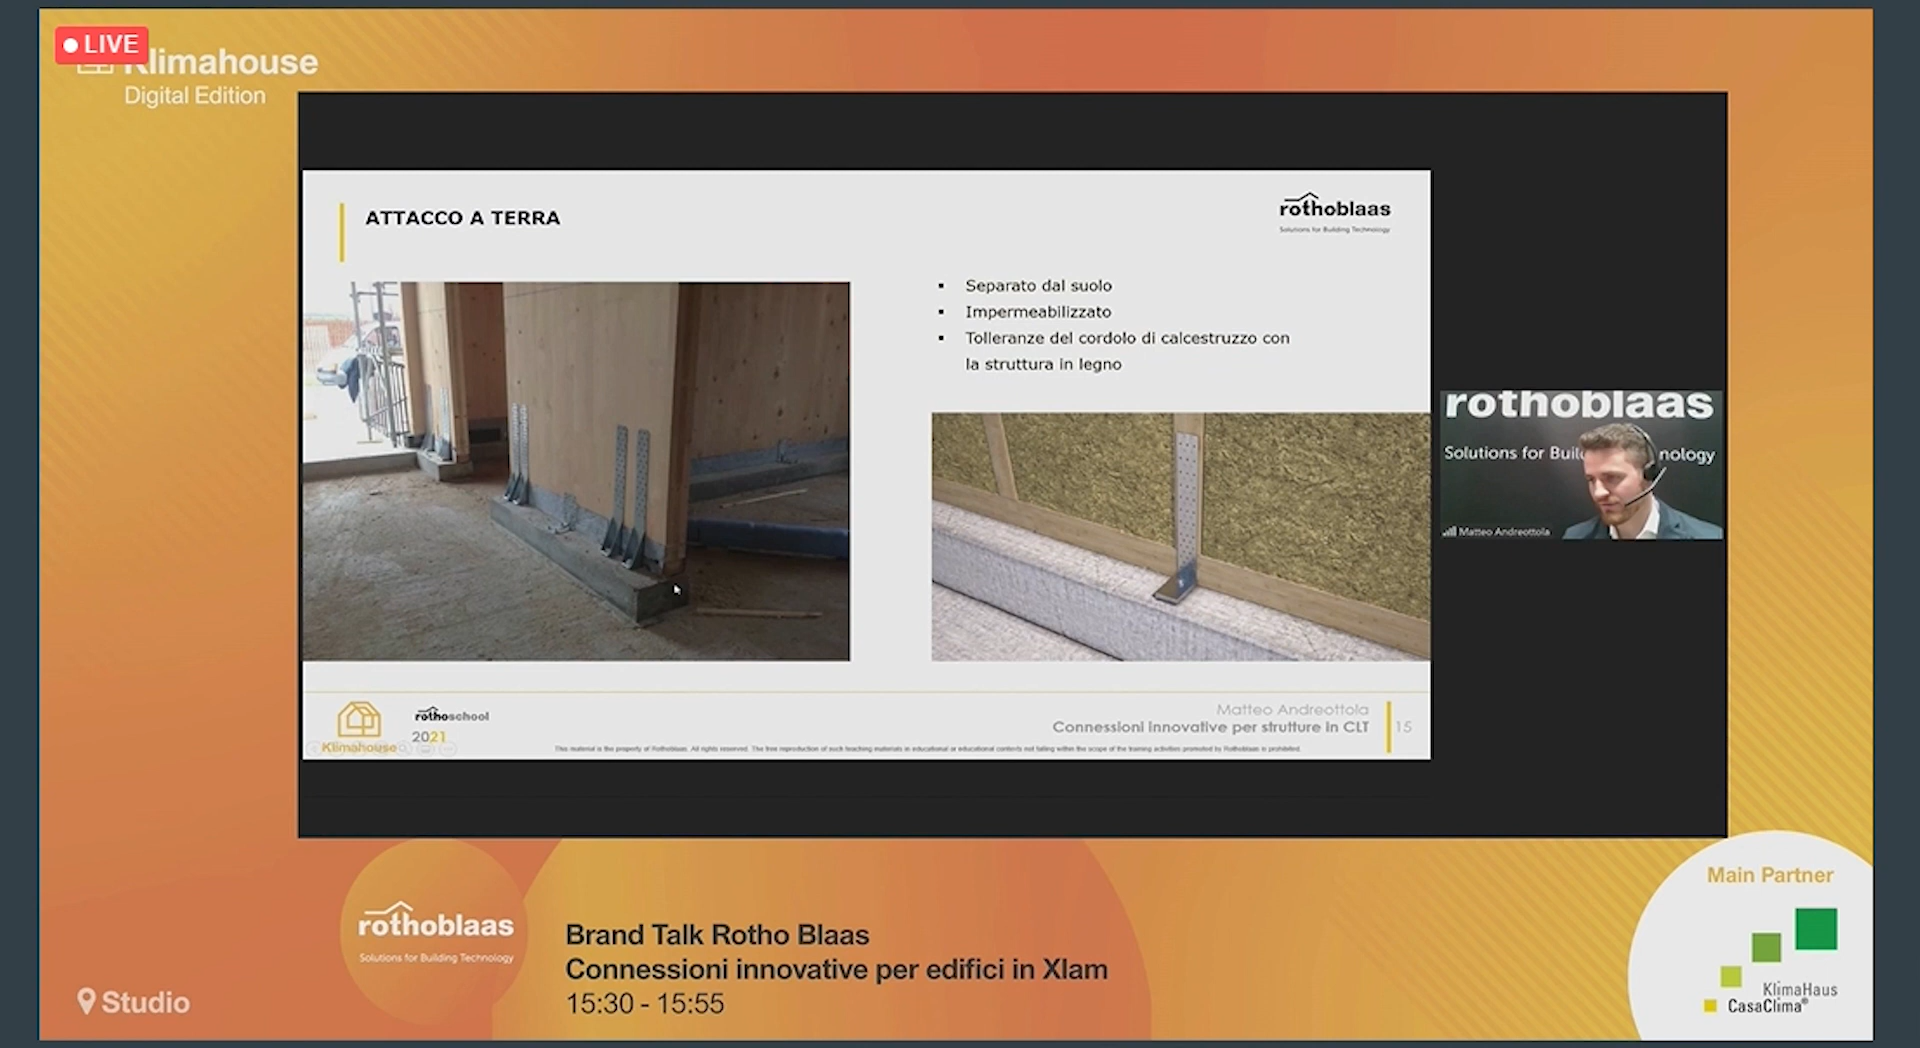 LIVE
Klimahouse
Digital Edition
ATTACCO A TERRA
rothoblaas
Solutions for Building Technology
▪ Separato dal suolo
▪ Impermeabilizzato
▪ Tolleranze del cordolo di calcestruzzo con
la struttura in legno
rothoblaas
Solutions for Buil nology
Matteo Andreottola
Klimahouse
rothoschool
2021
Matteo Andreottola
Connessioni innovative per strutture in CLT
15
This material is the property of Rothoblaas. All rights reserved. The free reproduction of such teaching materials in educational or educational contexts not falling within the scope of the training activities promoted by Rothoblaas is prohibited.
rothoblaas
Solutions for Building Technology
Brand Talk Rotho Blaas
Connessioni innovative per edifici in Xlam
15:30 - 15:55
Studio
Main Partner
KlimaHaus
CasaClima®